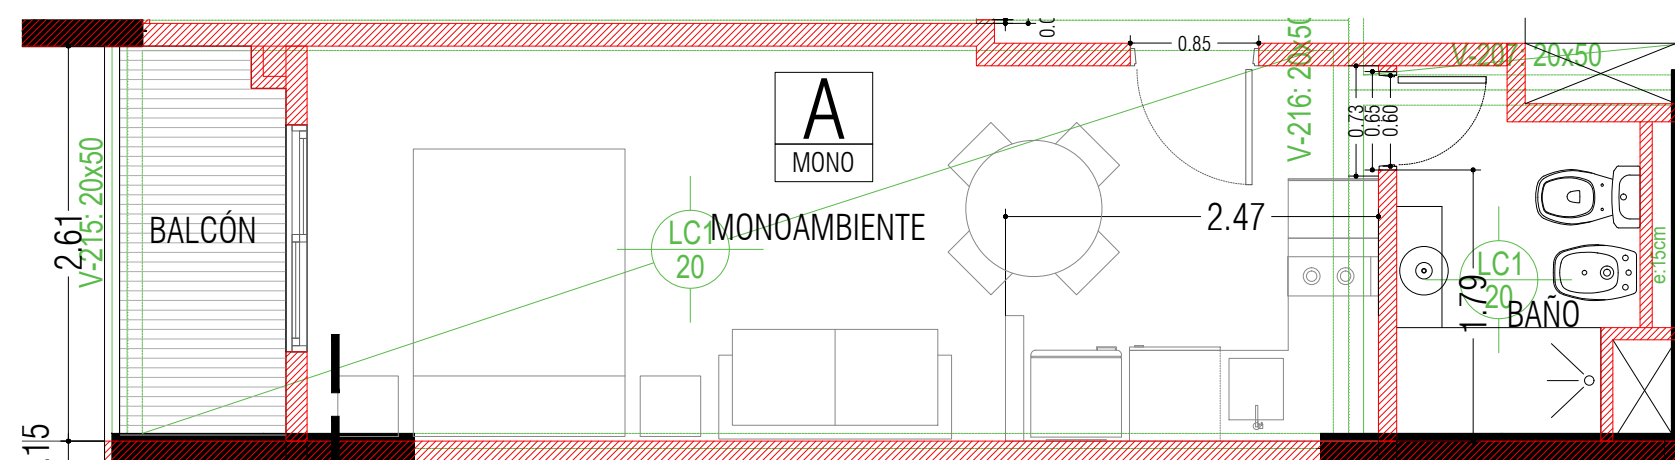 0.85
V-207 20x50
V-216: 20x50
A
MONO
0.73
0.65
0.60
V-215: 20x50
2.61
BALCÓN
LC1
20
MONOAMBIENTE
2.47
LC1
20
1.79
BAÑO
e:15cm
.15